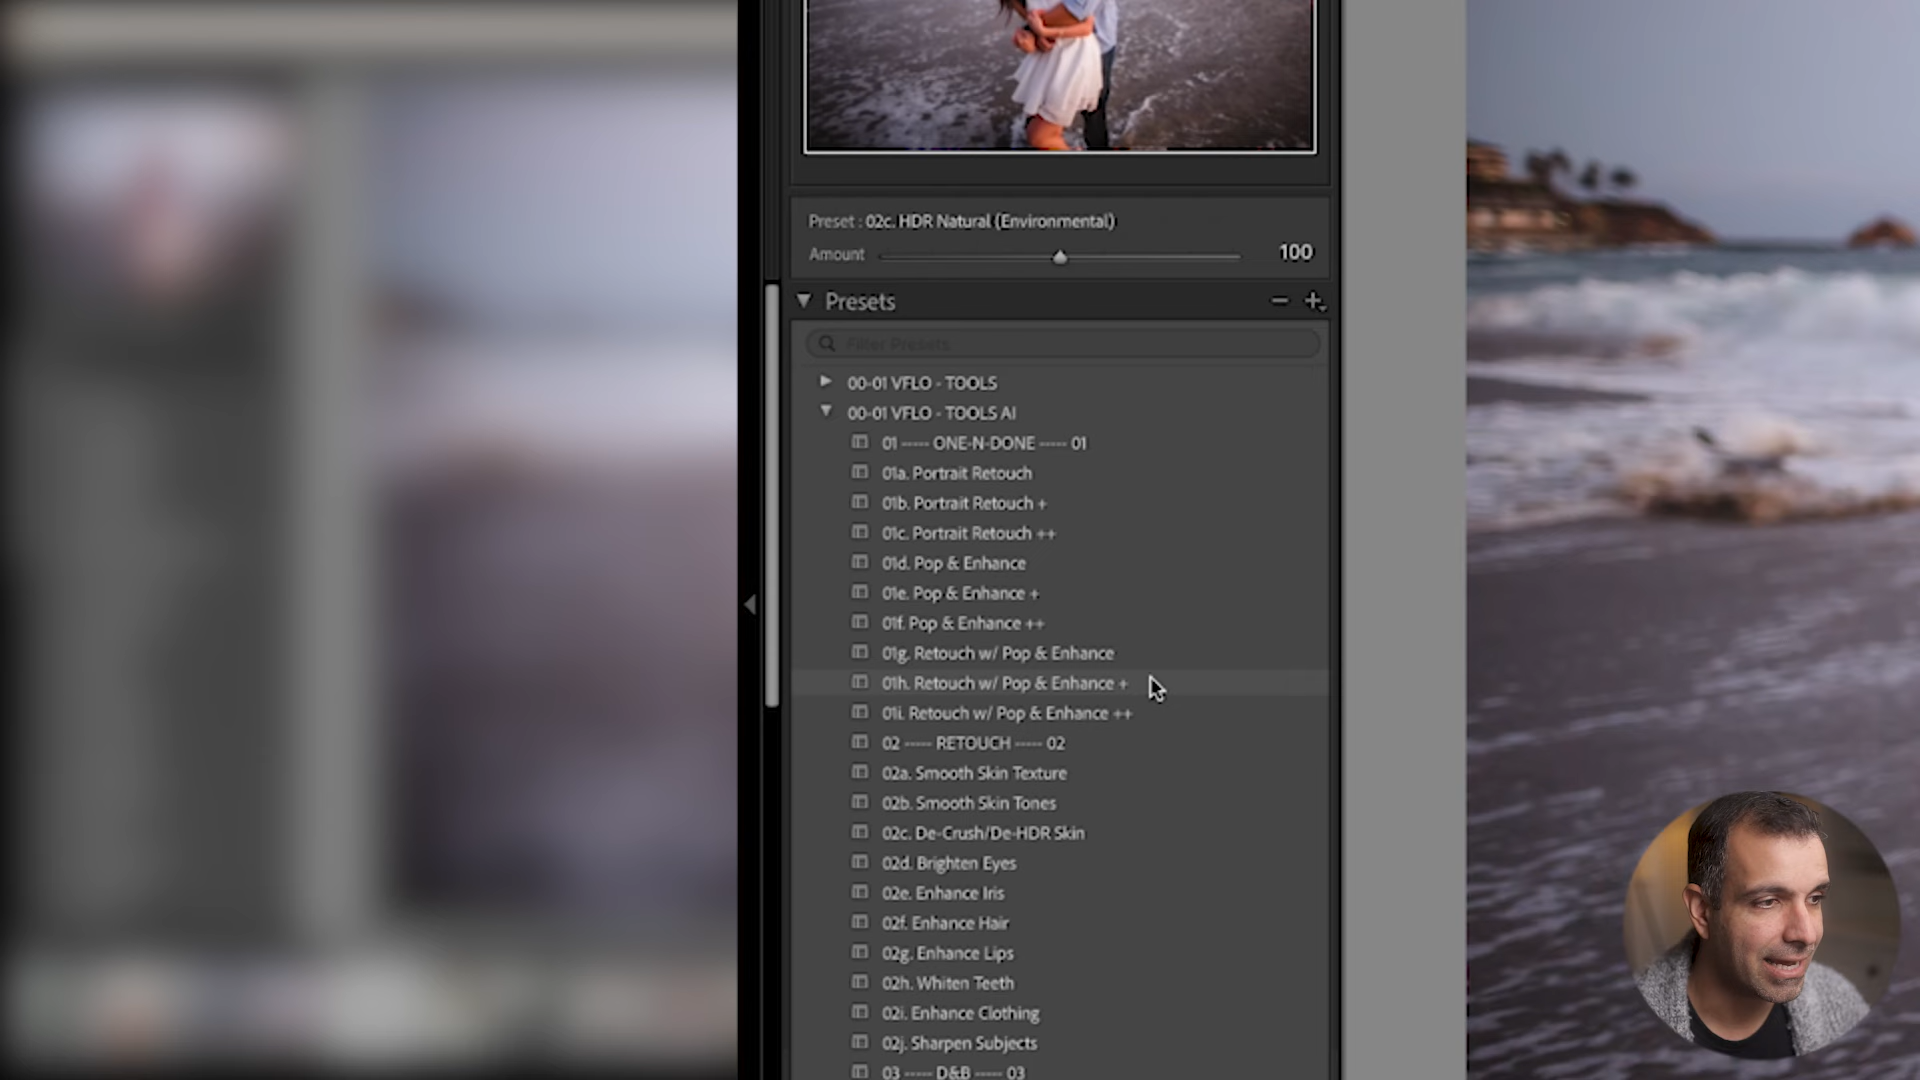 Preset : 02c. HDR Natural (Environmental)
Amount 100
Presets
Filter Presets
00-01 VFLO - TOOLS
00-01 VFLO - TOOLS AI
01 ----- ONE-N-DONE ----- 01
01a. Portrait Retouch
01b. Portrait Retouch +
01c. Portrait Retouch ++
01d. Pop & Enhance
01e. Pop & Enhance +
01f. Pop & Enhance ++
01g. Retouch w/ Pop & Enhance
01h. Retouch w/ Pop & Enhance +
01i. Retouch w/ Pop & Enhance ++
02 ----- RETOUCH ----- 02
02a. Smooth Skin Texture
02b. Smooth Skin Tones
02c. De-Crush/De-HDR Skin
02d. Brighten Eyes
02e. Enhance Iris
02f. Enhance Hair
02g. Enhance Lips
02h. Whiten Teeth
02i. Enhance Clothing
02j. Sharpen Subjects
03 ----- D&B ----- 03